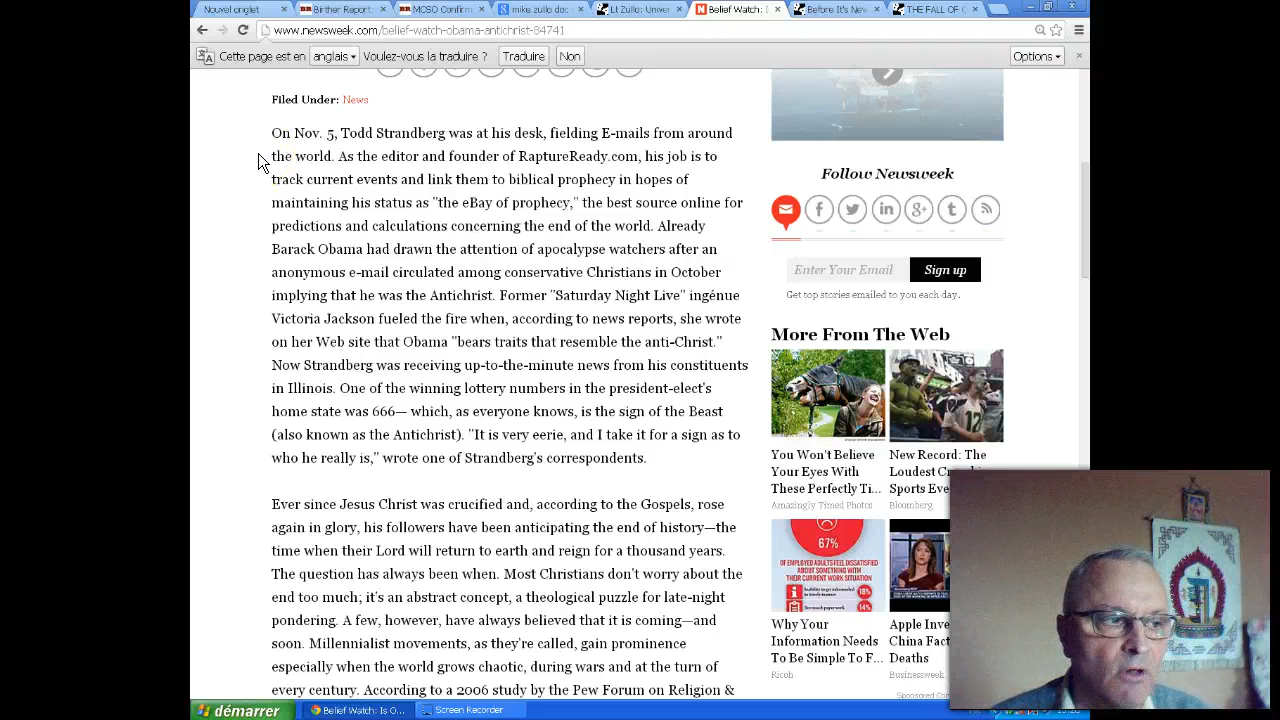 Nouvel onglet
Birther Report:
MCSO Confirm
mike zullo doc
Lt Zullo: Univer
Belief Watch: Is
Before It's New
THE FALL OF
belief-watch-obama-antichrist-84741
Cette page est en
anglais
Voulez-vous la traduire ?
Traduire
Non
Options
Filed Under: News
On Nov. 5, Todd Strandberg was at his desk, fielding E-mails from around
the world. As the editor and founder of RaptureReady.com, his job is to
track current events and link them to biblical prophecy in hopes of
maintaining his status as "the eBay of prophecy," the best source online for
predictions and calculations concerning the end of the world. Already
Barack Obama had drawn the attention of apocalypse watchers after an
anonymous e-mail circulated among conservative Christians in October
implying that he was the Antichrist. Former "Saturday Night Live" ingénue
Victoria Jackson fueled the fire when, according to news reports, she wrote
on her Web site that Obama "bears traits that resemble the anti-Christ."
Now Strandberg was receiving up-to-the-minute news from his constituents
in Illinois. One of the winning lottery numbers in the president-elect's
home state was 666— which, as everyone knows, is the sign of the Beast
(also known as the Antichrist). "It is very eerie, and I take it for a sign as to
who he really is," wrote one of Strandberg's correspondents.
Ever since Jesus Christ was crucified and, according to the Gospels, rose
again in glory, his followers have been anticipating the end of history—the
time when their Lord will return to earth and reign for a thousand years.
The question has always been when. Most Christians don't worry about the
end too much; it's an abstract concept, a theological puzzle for late-night
pondering. A few, however, have always believed that it is coming—and
soon. Millennialist movements, as they're called, gain prominence
especially when the world grows chaotic, during wars and at the turn of
every century. According to a 2006 study by the Pew Forum on Religion &
Follow Newsweek
Enter Your Email
Sign up
Get top stories emailed to you each day.
More From The Web
You Won't Believe
Your Eyes With
These Perfectly Ti...
Amazingly Timed Photos
New Record: The
Loudest
Sports Eve
Bloomberg
67%
OF EMPLOYED ADULTS FEEL DISSATISFIED
ABOUT SOMETHING WITH
THEIR CURRENT WORK SITUATION
18%
14%
Why Your
Information Needs
To Be Simple To F...
Ricoh
Apple Inve
China Fact
Deaths
Businessweek
démarrer
Belief Watch: Is O...
Screen Recorder